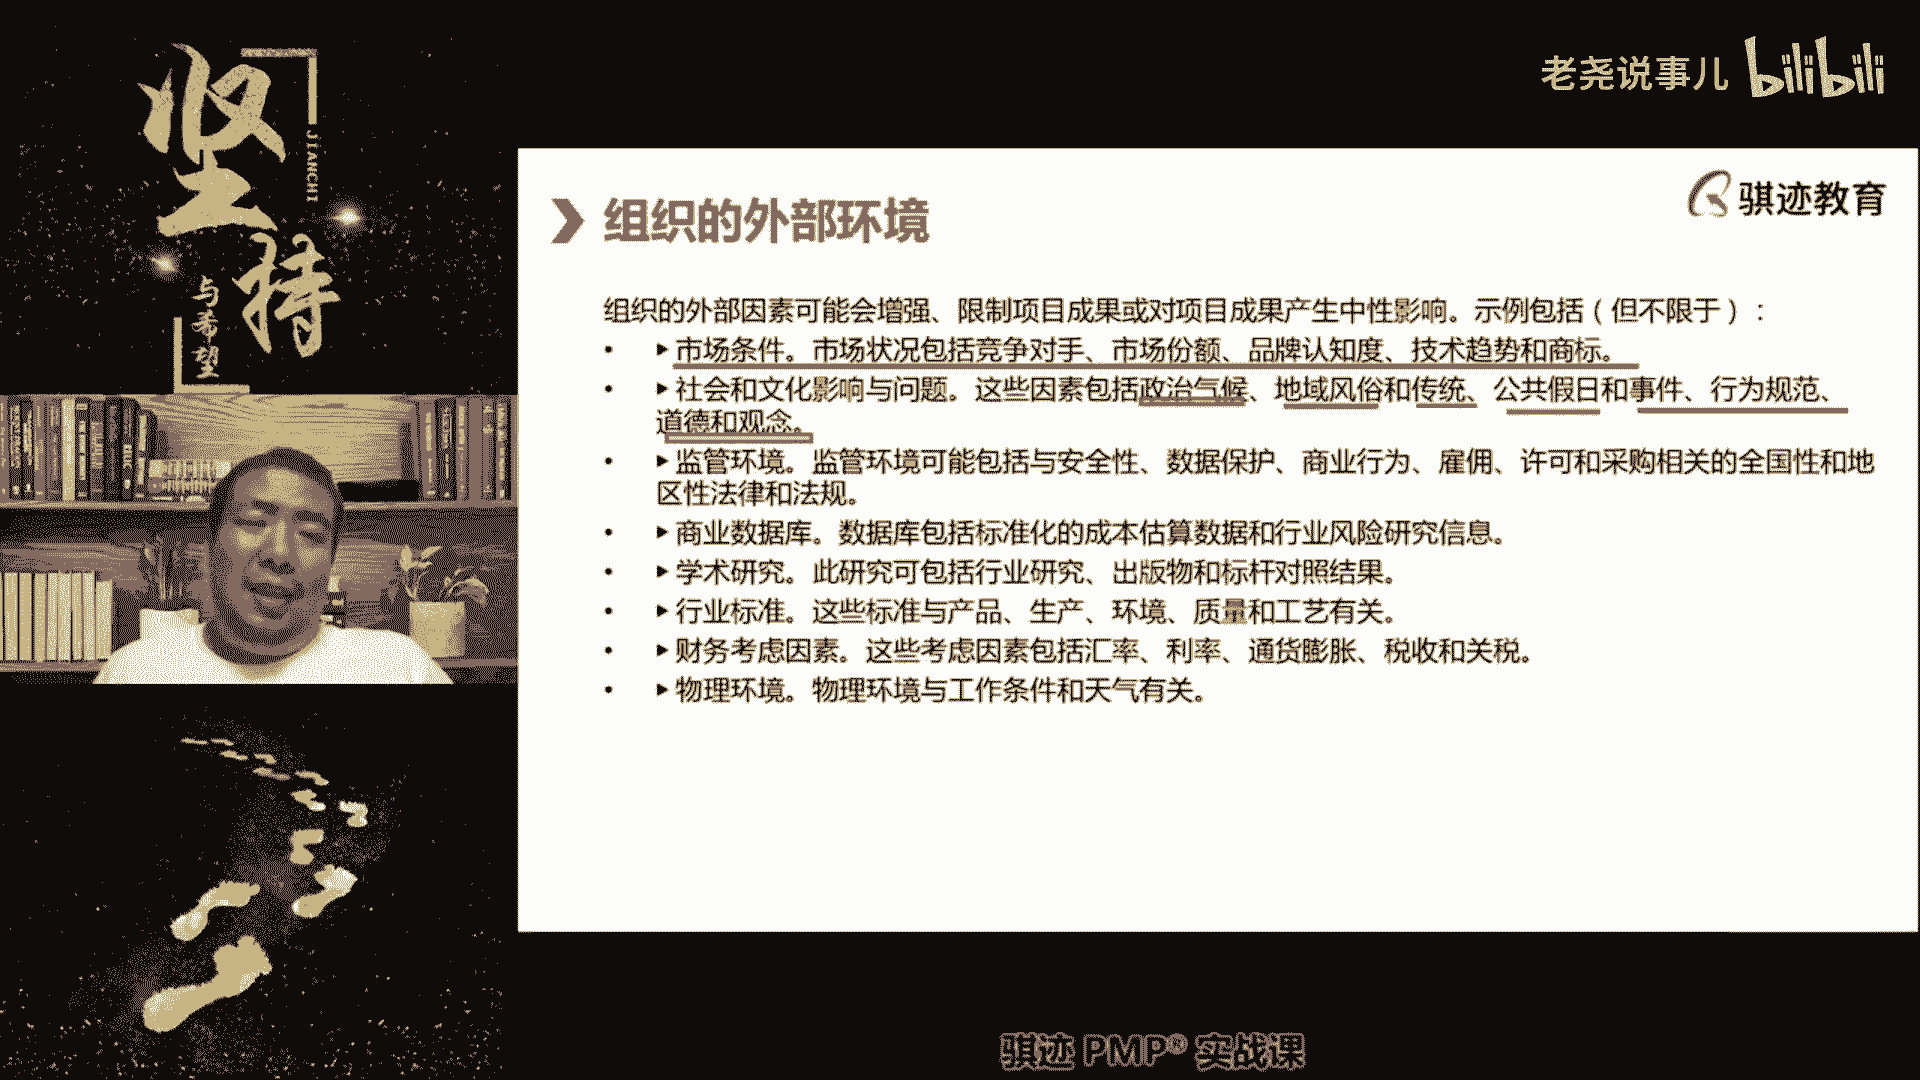 坚持
JIANCHI
与希望
老尧说事儿 bilibili
骐迹教育
组织的外部环境
组织的外部因素可能会增强、限制项目成果或对项目成果产生中性影响。示例包括（但不限于）：
• ▶市场条件。市场状况包括竞争对手、市场份额、品牌认知度、技术趋势和商标。
• ▶社会和文化影响与问题。这些因素包括政治气候、地域风俗和传统、公共假日和事件、行为规范、
道德和观念。
• ▶监管环境。监管环境可能包括与安全性、数据保护、商业行为、雇佣、许可和采购相关的全国性和地
区性法律和法规。
• ▶商业数据库。数据库包括标准化的成本估算数据和行业风险研究信息。
• ▶学术研究。此研究可包括行业研究、出版物和标杆对照结果。
• ▶行业标准。这些标准与产品、生产、环境、质量和工艺有关。
• ▶财务考虑因素。这些考虑因素包括汇率、利率、通货膨胀、税收和关税。
• ▶物理环境。物理环境与工作条件和天气有关。
骐迹 PMP® 实战课